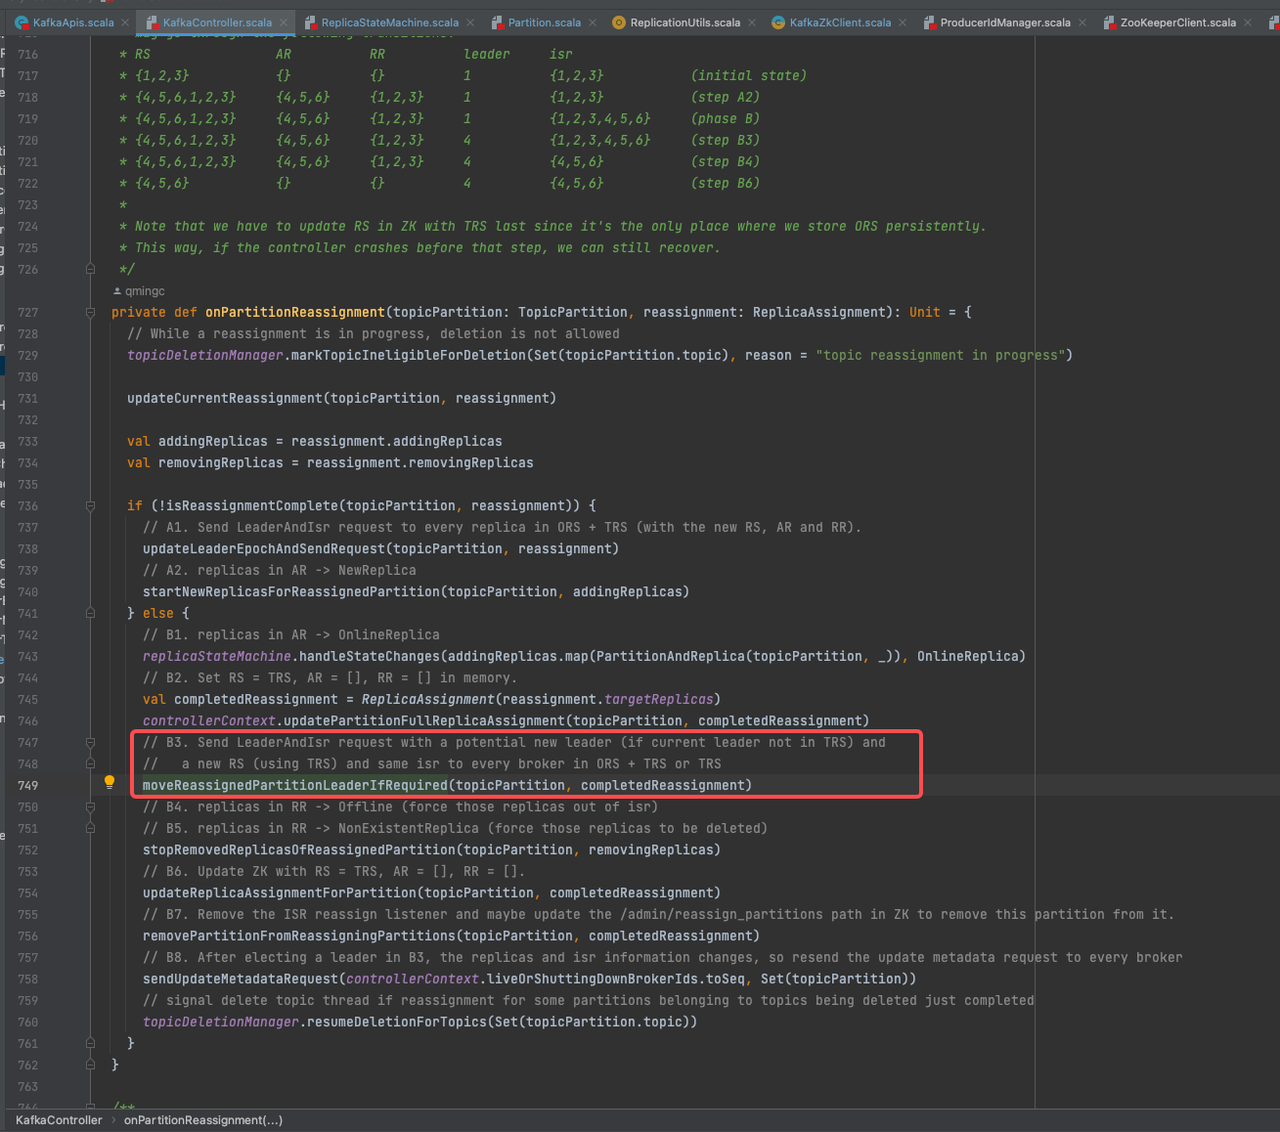 KafkaApis.scala KafkaController.scala ReplicaStateMachine.scala Partition.scala ReplicationUtils.scala KafkaZkClient.scala ProducerIdManager.scala ZooKeeperClient.scala
716 * RS AR RR leader isr
717 * {1,2,3} {} {} 1 {1,2,3} (initial state)
718 * {4,5,6,1,2,3} {4,5,6} {1,2,3} 1 {1,2,3} (step A2)
719 * {4,5,6,1,2,3} {4,5,6} {1,2,3} 1 {1,2,3,4,5,6} (phase B)
720 * {4,5,6,1,2,3} {4,5,6} {1,2,3} 4 {1,2,3,4,5,6} (step B3)
721 * {4,5,6,1,2,3} {4,5,6} {1,2,3} 4 {4,5,6} (step B4)
722 * {4,5,6} {} {} 4 {4,5,6} (step B6)
723 *
724 * Note that we have to update RS in ZK with TRS last since it's the only place where we store ORS persistently.
725 * This way, if the controller crashes before that step, we can still recover.
726 */
qmingc
727 private def onPartitionReassignment(topicPartition: TopicPartition, reassignment: ReplicaAssignment): Unit = {
728 // While a reassignment is in progress, deletion is not allowed
729 topicDeletionManager.markTopicIneligibleForDeletion(Set(topicPartition.topic), reason = "topic reassignment in progress")
730
731 updateCurrentReassignment(topicPartition, reassignment)
732
733 val addingReplicas = reassignment.addingReplicas
734 val removingReplicas = reassignment.removingReplicas
735
736 if (!isReassignmentComplete(topicPartition, reassignment)) {
737 // A1. Send LeaderAndIsr request to every replica in ORS + TRS (with the new RS, AR and RR).
738 updateLeaderEpochAndSendRequest(topicPartition, reassignment)
739 // A2. replicas in AR -> NewReplica
740 startNewReplicasForReassignedPartition(topicPartition, addingReplicas)
741 } else {
742 // B1. replicas in AR -> OnlineReplica
743 replicaStateMachine.handleStateChanges(addingReplicas.map(PartitionAndReplica(topicPartition, _)), OnlineReplica)
744 // B2. Set RS = TRS, AR = [], RR = [] in memory.
745 val completedReassignment = ReplicaAssignment(reassignment.targetReplicas)
746 controllerContext.updatePartitionFullReplicaAssignment(topicPartition, completedReassignment)
747 // B3. Send LeaderAndIsr request with a potential new leader (if current leader not in TRS) and
748 // a new RS (using TRS) and same isr to every broker in ORS + TRS or TRS
749 moveReassignedPartitionLeaderIfRequired(topicPartition, completedReassignment)
750 // B4. replicas in RR -> Offline (force those replicas out of isr)
751 // B5. replicas in RR -> NonExistentReplica (force those replicas to be deleted)
752 stopRemovedReplicasOfReassignedPartition(topicPartition, removingReplicas)
753 // B6. Update ZK with RS = TRS, AR = [], RR = [].
754 updateReplicaAssignmentForPartition(topicPartition, completedReassignment)
755 // B7. Remove the ISR reassign listener and maybe update the /admin/reassign_partitions path in ZK to remove this partition from it.
756 removePartitionFromReassigningPartitions(topicPartition, completedReassignment)
757 // B8. After electing a leader in B3, the replicas and isr information changes, so resend the update metadata request to every broker
758 sendUpdateMetadataRequest(controllerContext.liveOrShuttingDownBrokerIds.toSeq, Set(topicPartition))
759 // signal delete topic thread if reassignment for some partitions belonging to topics being deleted just completed
760 topicDeletionManager.resumeDeletionForTopics(Set(topicPartition.topic))
761 }
762 }
763
764 /**
KafkaController > onPartitionReassignment(...)